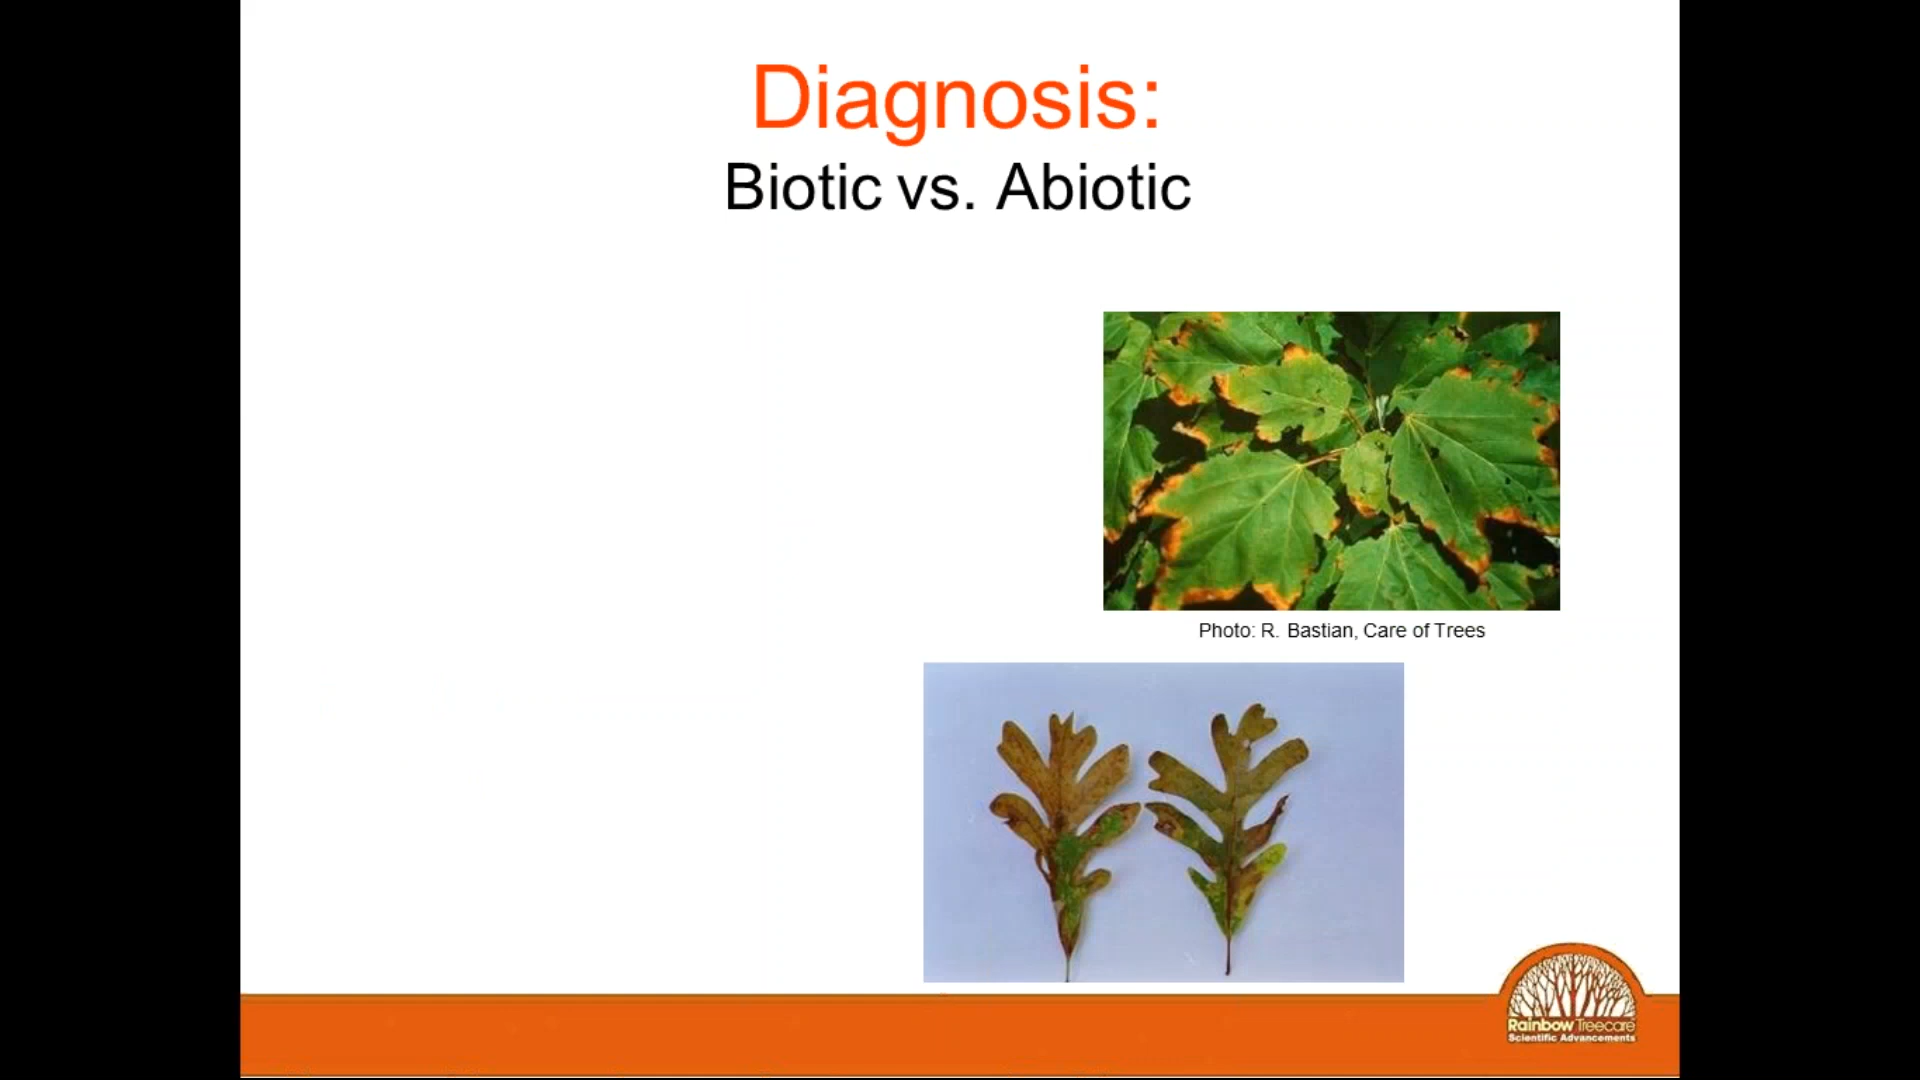 Diagnosis:
Biotic vs. Abiotic
Photo: R. Bastian, Care of Trees
Rainbow Treecare
Scientific Advancements